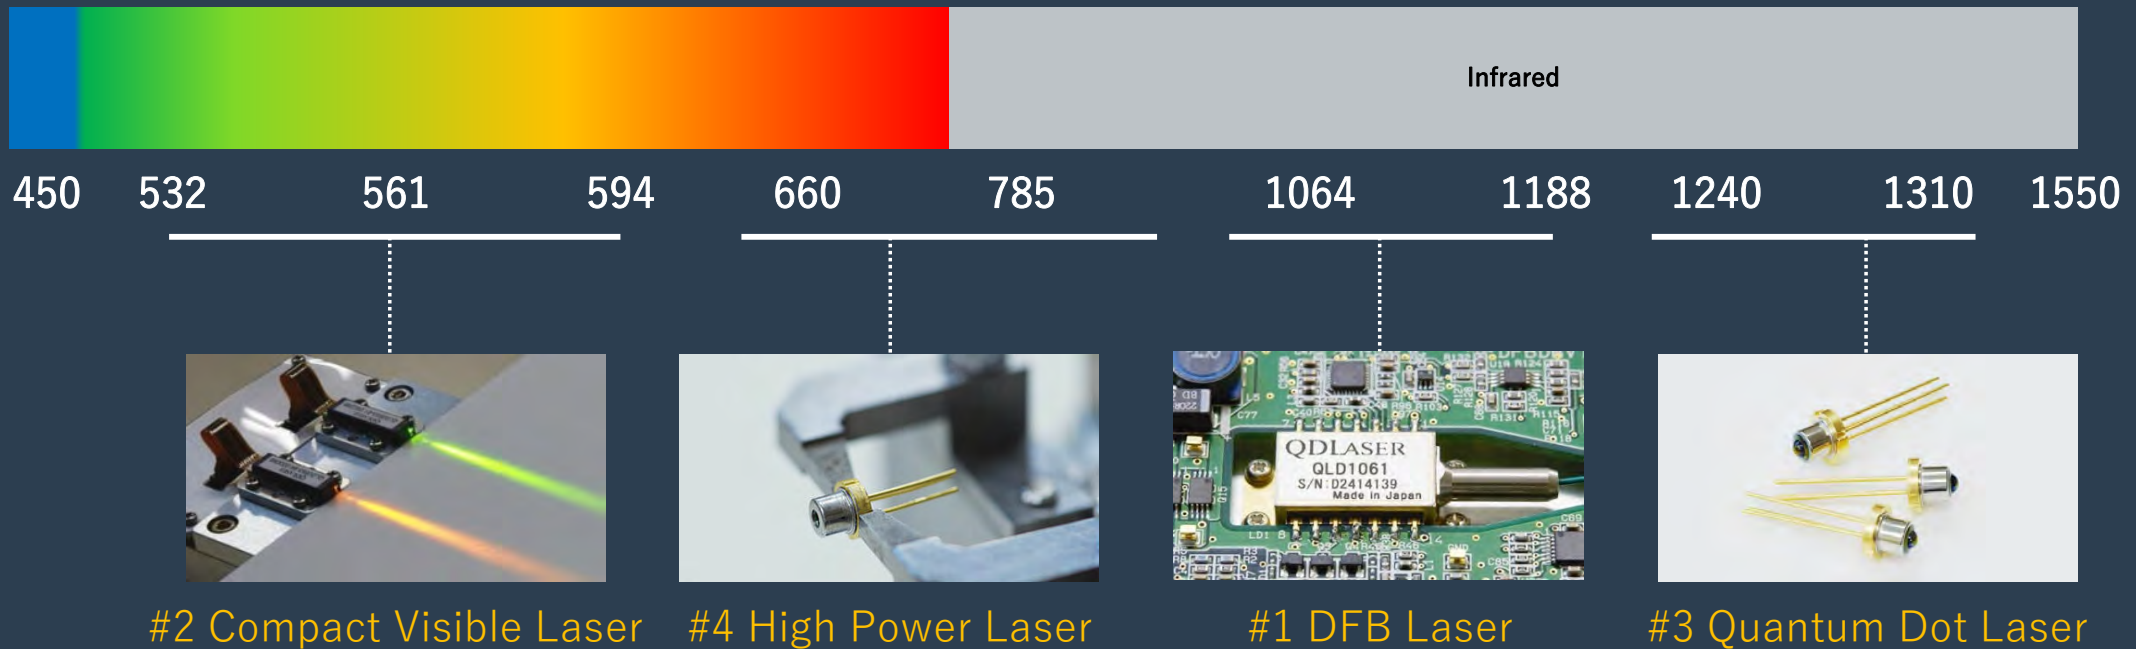 Infrared
450 532 561 594 660 785 1064 1188 1240 1310 1550
QDLASER
QLD1061
S/N:D2414139
Made in Japan
#2 Compact Visible Laser
#4 High Power Laser
#1 DFB Laser
#3 Quantum Dot Laser